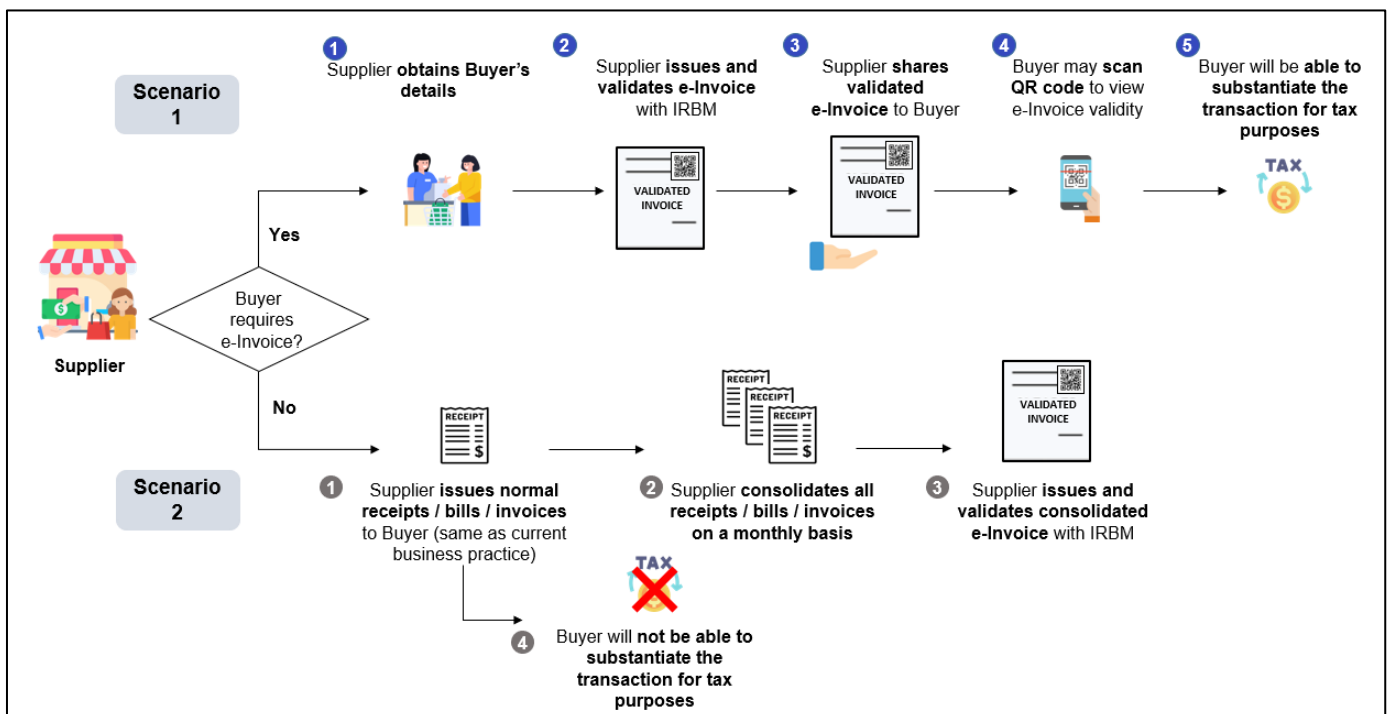 Scenario
1
1
Supplier obtains Buyer's
details
2
Supplier issues and
validates e-Invoice
with IRBM
3
Supplier shares
validated
e-Invoice to Buyer
4
Buyer may scan
QR code to view
e-Invoice validity
5
Buyer will be able to
substantiate the
transaction for tax
purposes
VALIDATED
INVOICE
VALIDATED
INVOICE
TAX
$
Yes
$
Buyer
requires
e-Invoice?
Supplier
No
RECEIPT
$
RECEIPT
RECEIPT
RECEIPT
$
VALIDATED
INVOICE
Scenario
2
1
Supplier issues normal
receipts / bills / invoices
to Buyer (same as current
business practice)
2
Supplier consolidates all
receipts / bills / invoices
on a monthly basis
3
Supplier issues and
validates consolidated
e-Invoice with IRBM
TAX
4
Buyer will not be able to
substantiate the
transaction for tax
purposes